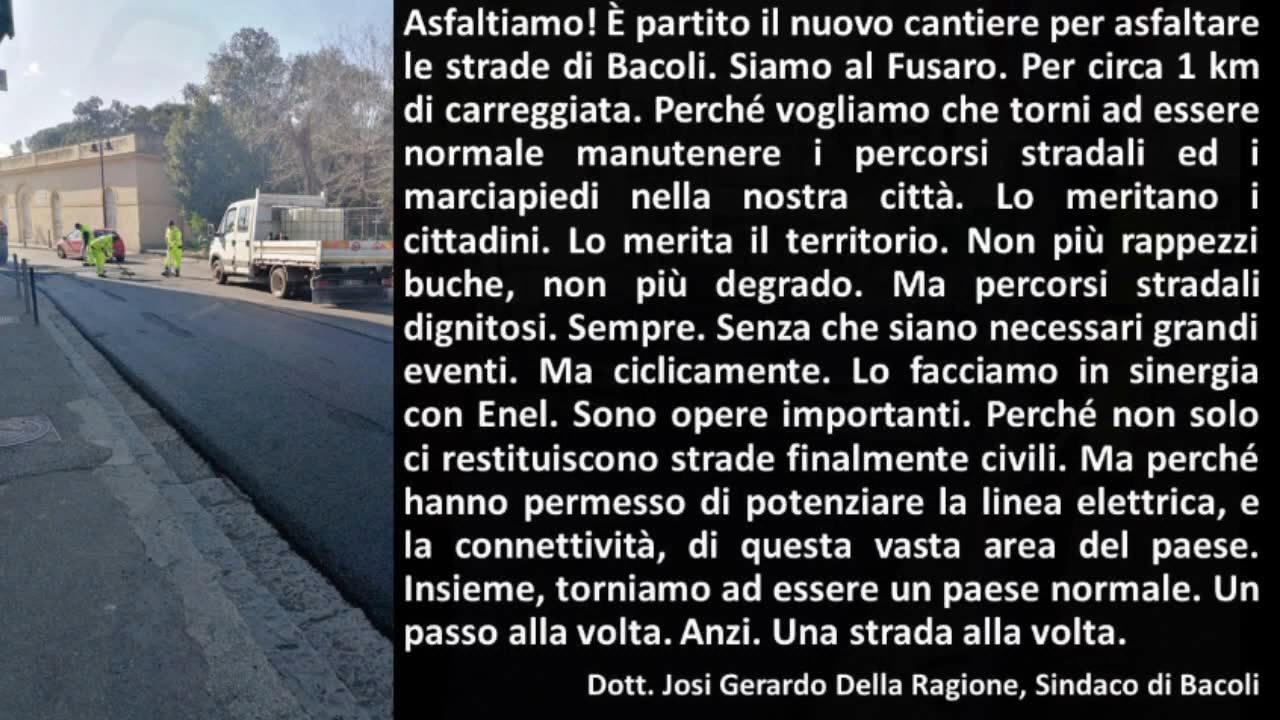 Asfaltiamo! È partito il nuovo cantiere per asfaltare
le strade di Bacoli. Siamo al Fusaro. Per circa 1 km
di carreggiata. Perché vogliamo che torni ad essere
normale manutenere i percorsi stradali ed i
marciapiedi nella nostra città. Lo meritano i
cittadini. Lo merita il territorio. Non più rappezzi
buche, non più degrado. Ma percorsi stradali
dignitosi. Sempre. Senza che siano necessari grandi
eventi. Ma ciclicamente. Lo facciamo in sinergia
con Enel. Sono opere importanti. Perché non solo
ci restituiscono strade finalmente civili. Ma perché
hanno permesso di potenziare la linea elettrica, e
la connettività, di questa vasta area del paese.
Insieme, torniamo ad essere un paese normale. Un
passo alla volta. Anzi. Una strada alla volta.
Dott. Josi Gerardo Della Ragione, Sindaco di Bacoli